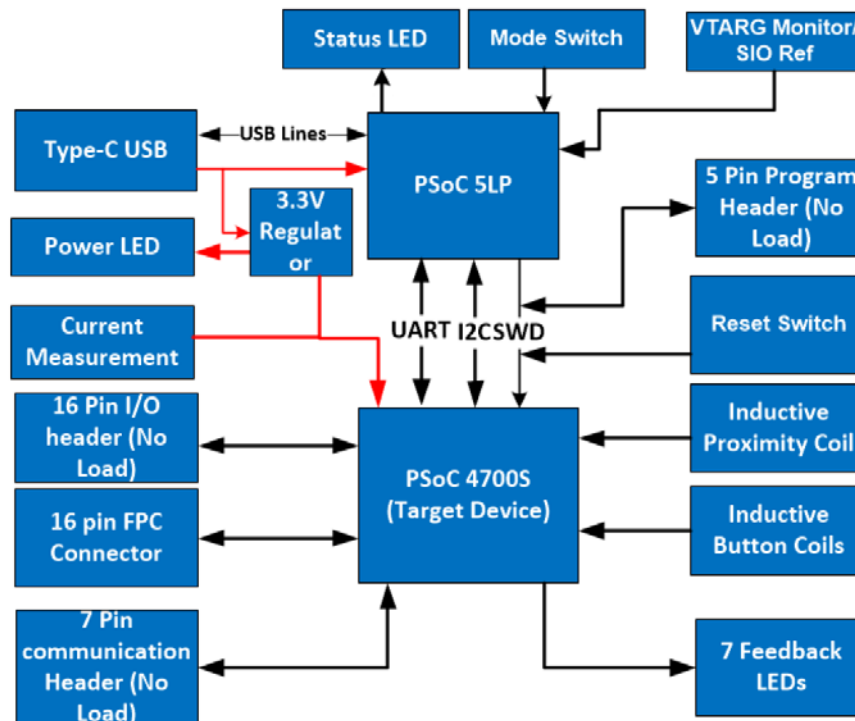 Status LED
Mode Switch
VTARG Monitor/
SIO Ref
Type-C USB
USB Lines
PSoC 5LP
5 Pin Program
Header (No
Load)
3.3V
Regulat
or
Power LED
Current
Measurement
UART
I2CSWD
Reset Switch
16 Pin I/O
header (No
Load)
PSoC 4700S
(Target Device)
Inductive
Proximity Coil
16 pin FPC
Connector
Inductive
Button Coils
7 Pin
communication
Header (No
Load)
7 Feedback
LEDs